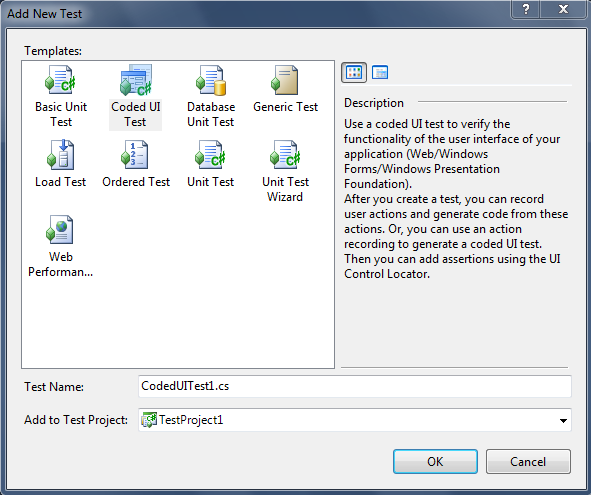 Add New Test
Templates:
Basic Unit
Test
Coded UI
Test
Database
Unit Test
Generic Test
Load Test
Ordered Test
Unit Test
Unit Test
Wizard
Web
Performan...
Description
Use a coded UI test to verify the
functionality of the user interface of your
application (Web/Windows
Forms/Windows Presentation
Foundation).
After you create a test, you can record
user actions and generate code from these
actions. Or, you can use an action
recording to generate a coded UI test.
Then you can add assertions using the UI
Control Locator.
Test Name:
CodedUITest1.cs
Add to Test Project:
TestProject1
OK
Cancel